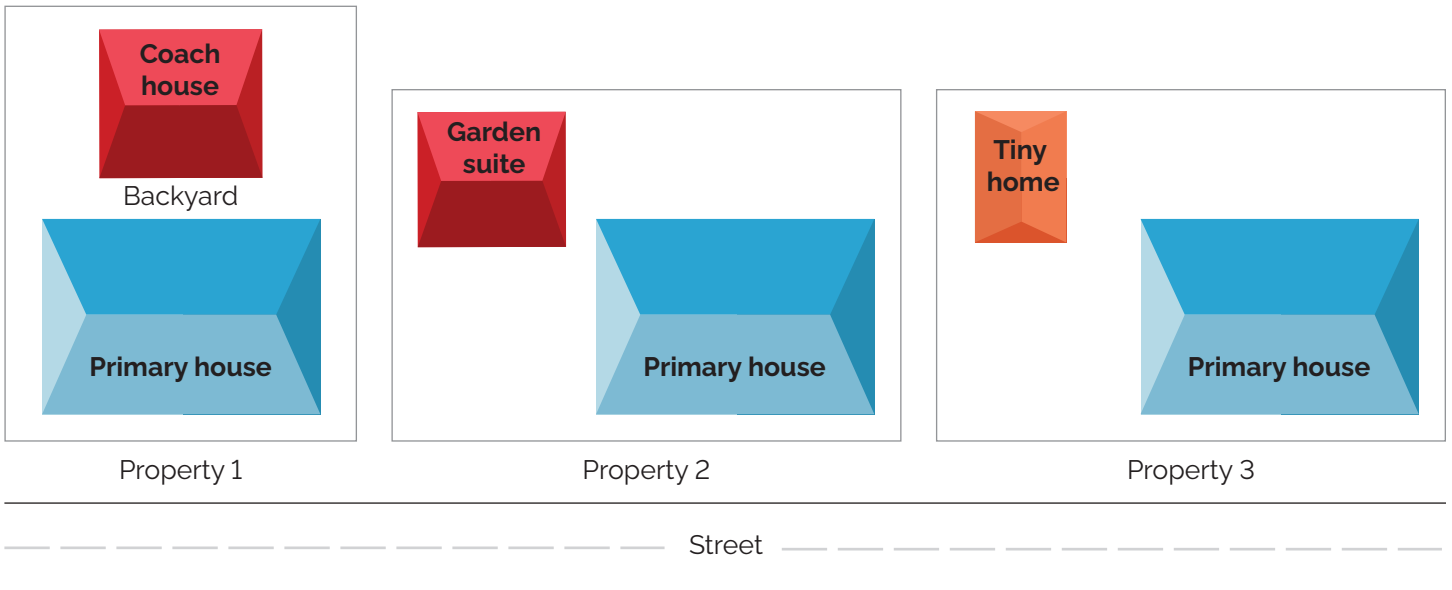 Coach
house
Backyard
Primary house
Property 1
Garden
suite
Primary house
Property 2
Tiny
home
Primary house
Property 3
Street